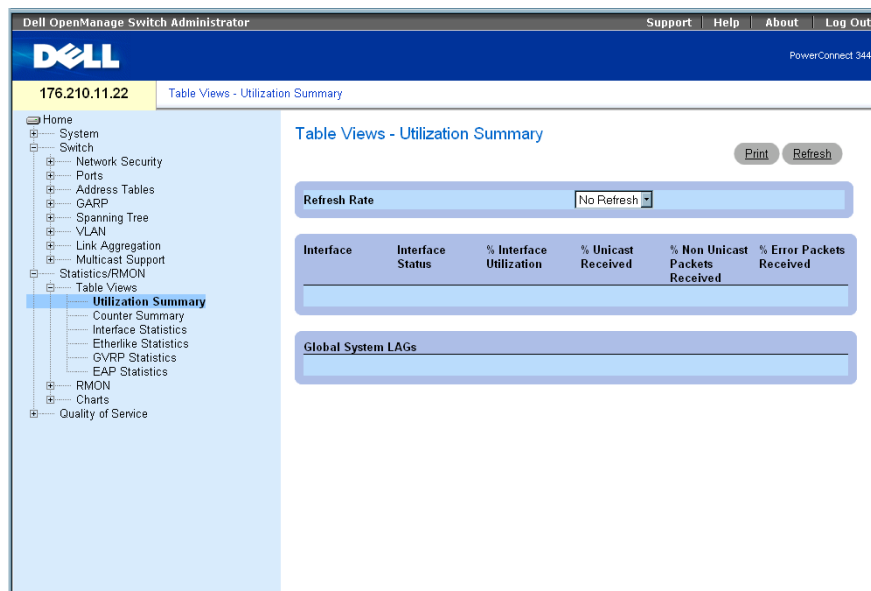 Dell OpenManage Switch Administrator
Support Help About Log Out
DELL
PowerConnect 344
176.210.11.22
Table Views - Utilization Summary
Home
System
Switch
Network Security
Ports
Address Tables
GARP
Spanning Tree
VLAN
Link Aggregation
Multicast Support
Statistics/RMON
Table Views
Utilization Summary
Counter Summary
Interface Statistics
Etherlike Statistics
GVRP Statistics
EAP Statistics
RMON
Charts
Quality of Service
Table Views - Utilization Summary
Print Refresh
Refresh Rate No Refresh
Interface Interface Status % Interface Utilization % Unicast Received % Non Unicast Packets Received % Error Packets Received
Global System LAGs